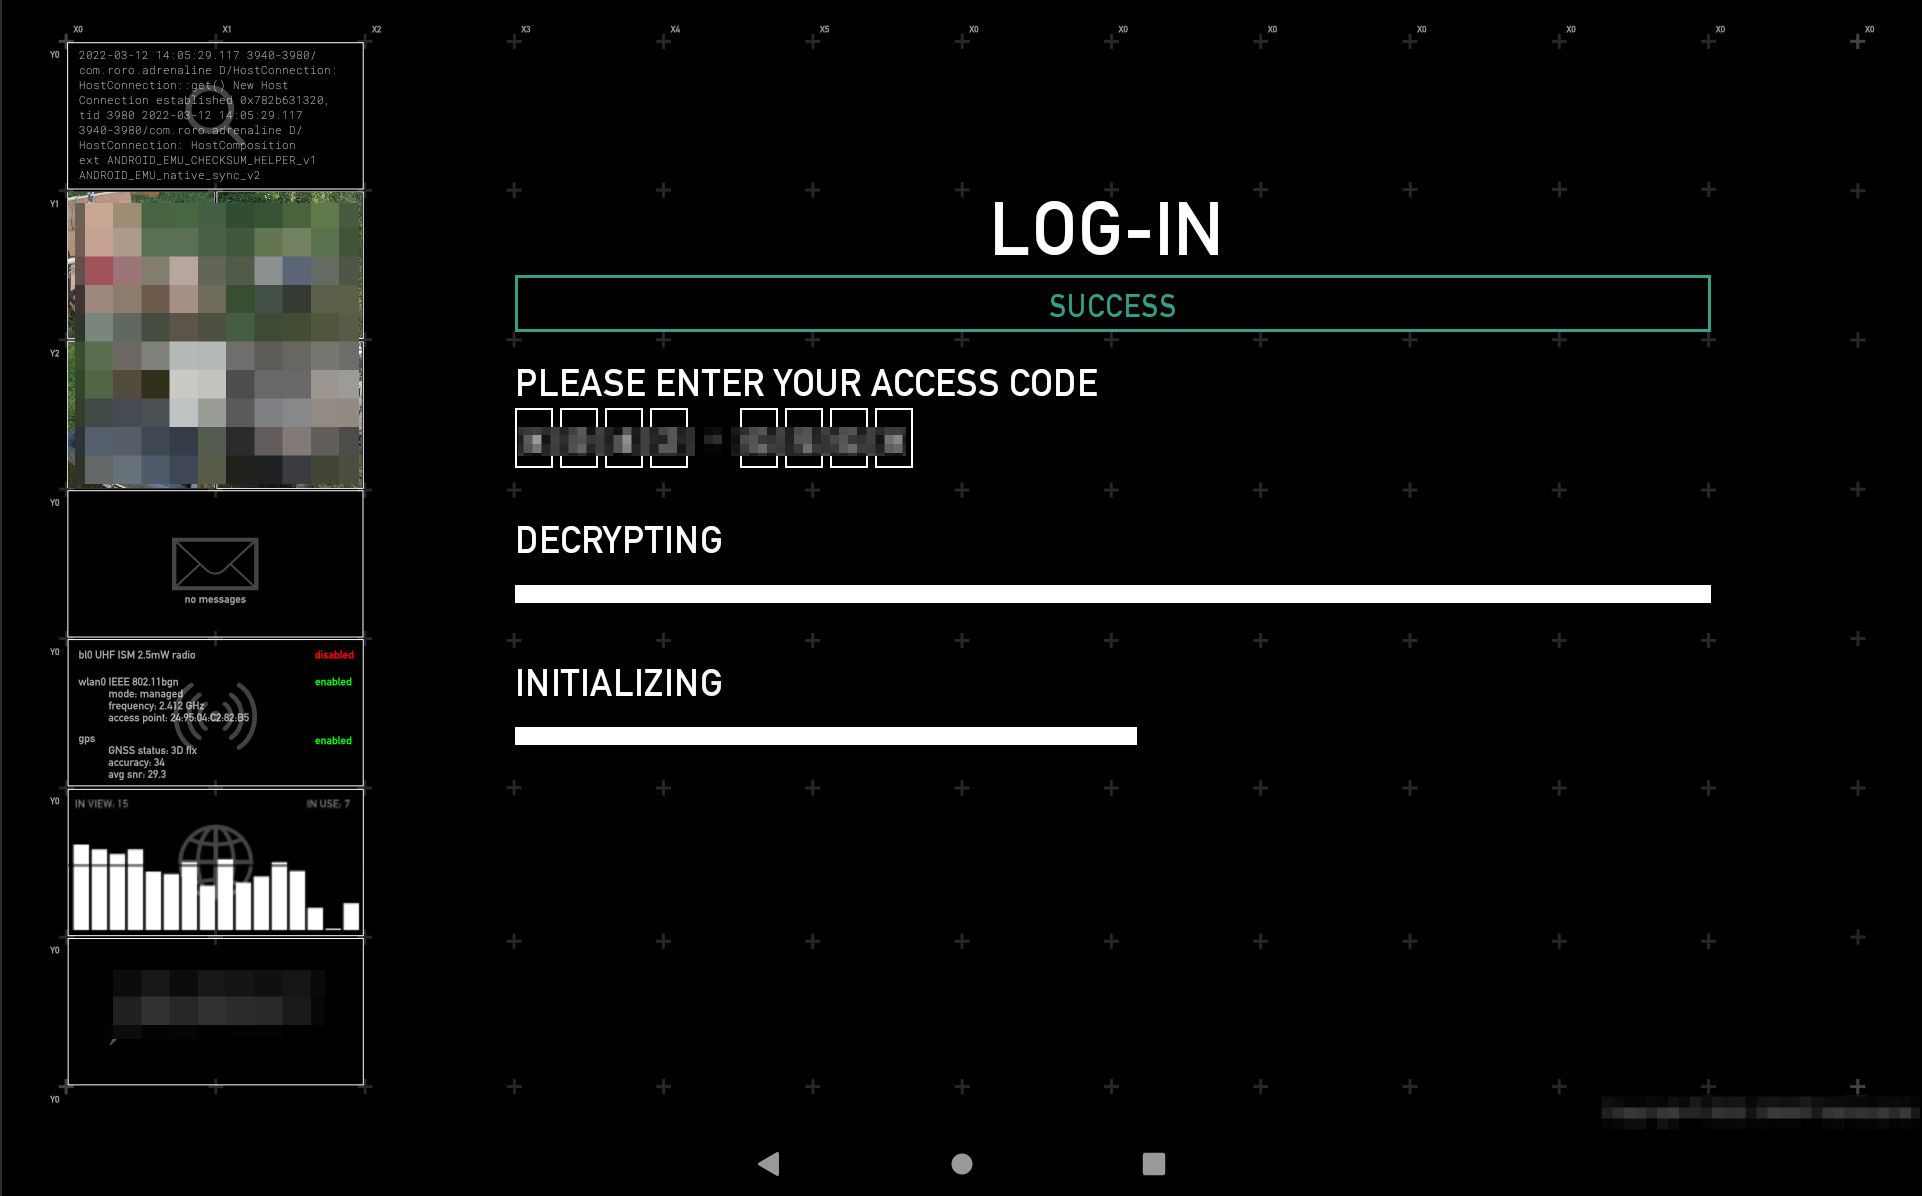 X0 X1 X2 X3 X4 X5 X0 X0 X0 X0 X0 X0 X0
Y0
2022-03-12 14:05:29.117 3940-3980/
com.roro.adrenaline D/HostConnection:
HostConnection::get() New Host
Connection established 0x782b631320,
tid 3980 2022-03-12 14:05:29.117
3940-3980/com.roro.adrenaline D/
HostConnection: HostComposition
ext ANDROID_EMU_CHECKSUM_HELPER_v1
ANDROID_EMU_native_sync_v2
Y1
Y2
Y0
no messages
Y0
bl0 UHF ISM 2.5mW radio disabled
wlan0 IEEE 802.11bgn enabled
mode: managed
frequency: 2.412 GHz
access point: 24:95:04:C2:82:B5
gps enabled
GNSS status: 3D fix
accuracy: 34
avg snr: 29.3
Y0
IN VIEW: 15 IN USE: 7
Y0
Y0
LOG-IN
SUCCESS
PLEASE ENTER YOUR ACCESS CODE
DECRYPTING
INITIALIZING